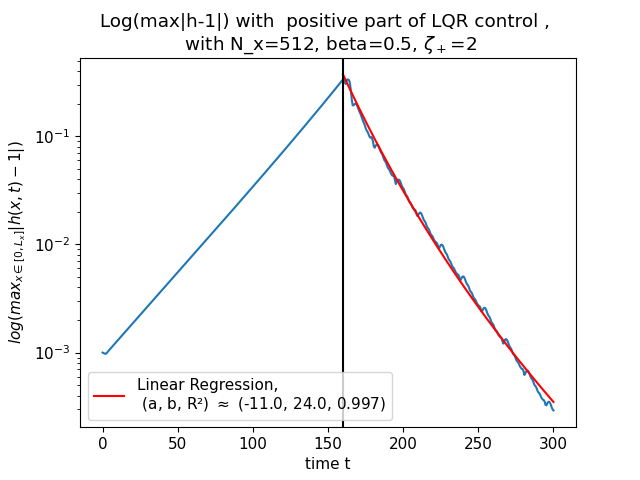 Log(max|h-1|) with  positive part of LQR control ,
with N_x=512, beta=0.5, ζ₊=2
log(max_{x∈[0,L_x]}|h(x, t) − 1|)
10⁻¹
10⁻²
10⁻³
Linear Regression,
(a, b, R²) ≈ (-11.0, 24.0, 0.997)
0 50 100 150 200 250 300
time t